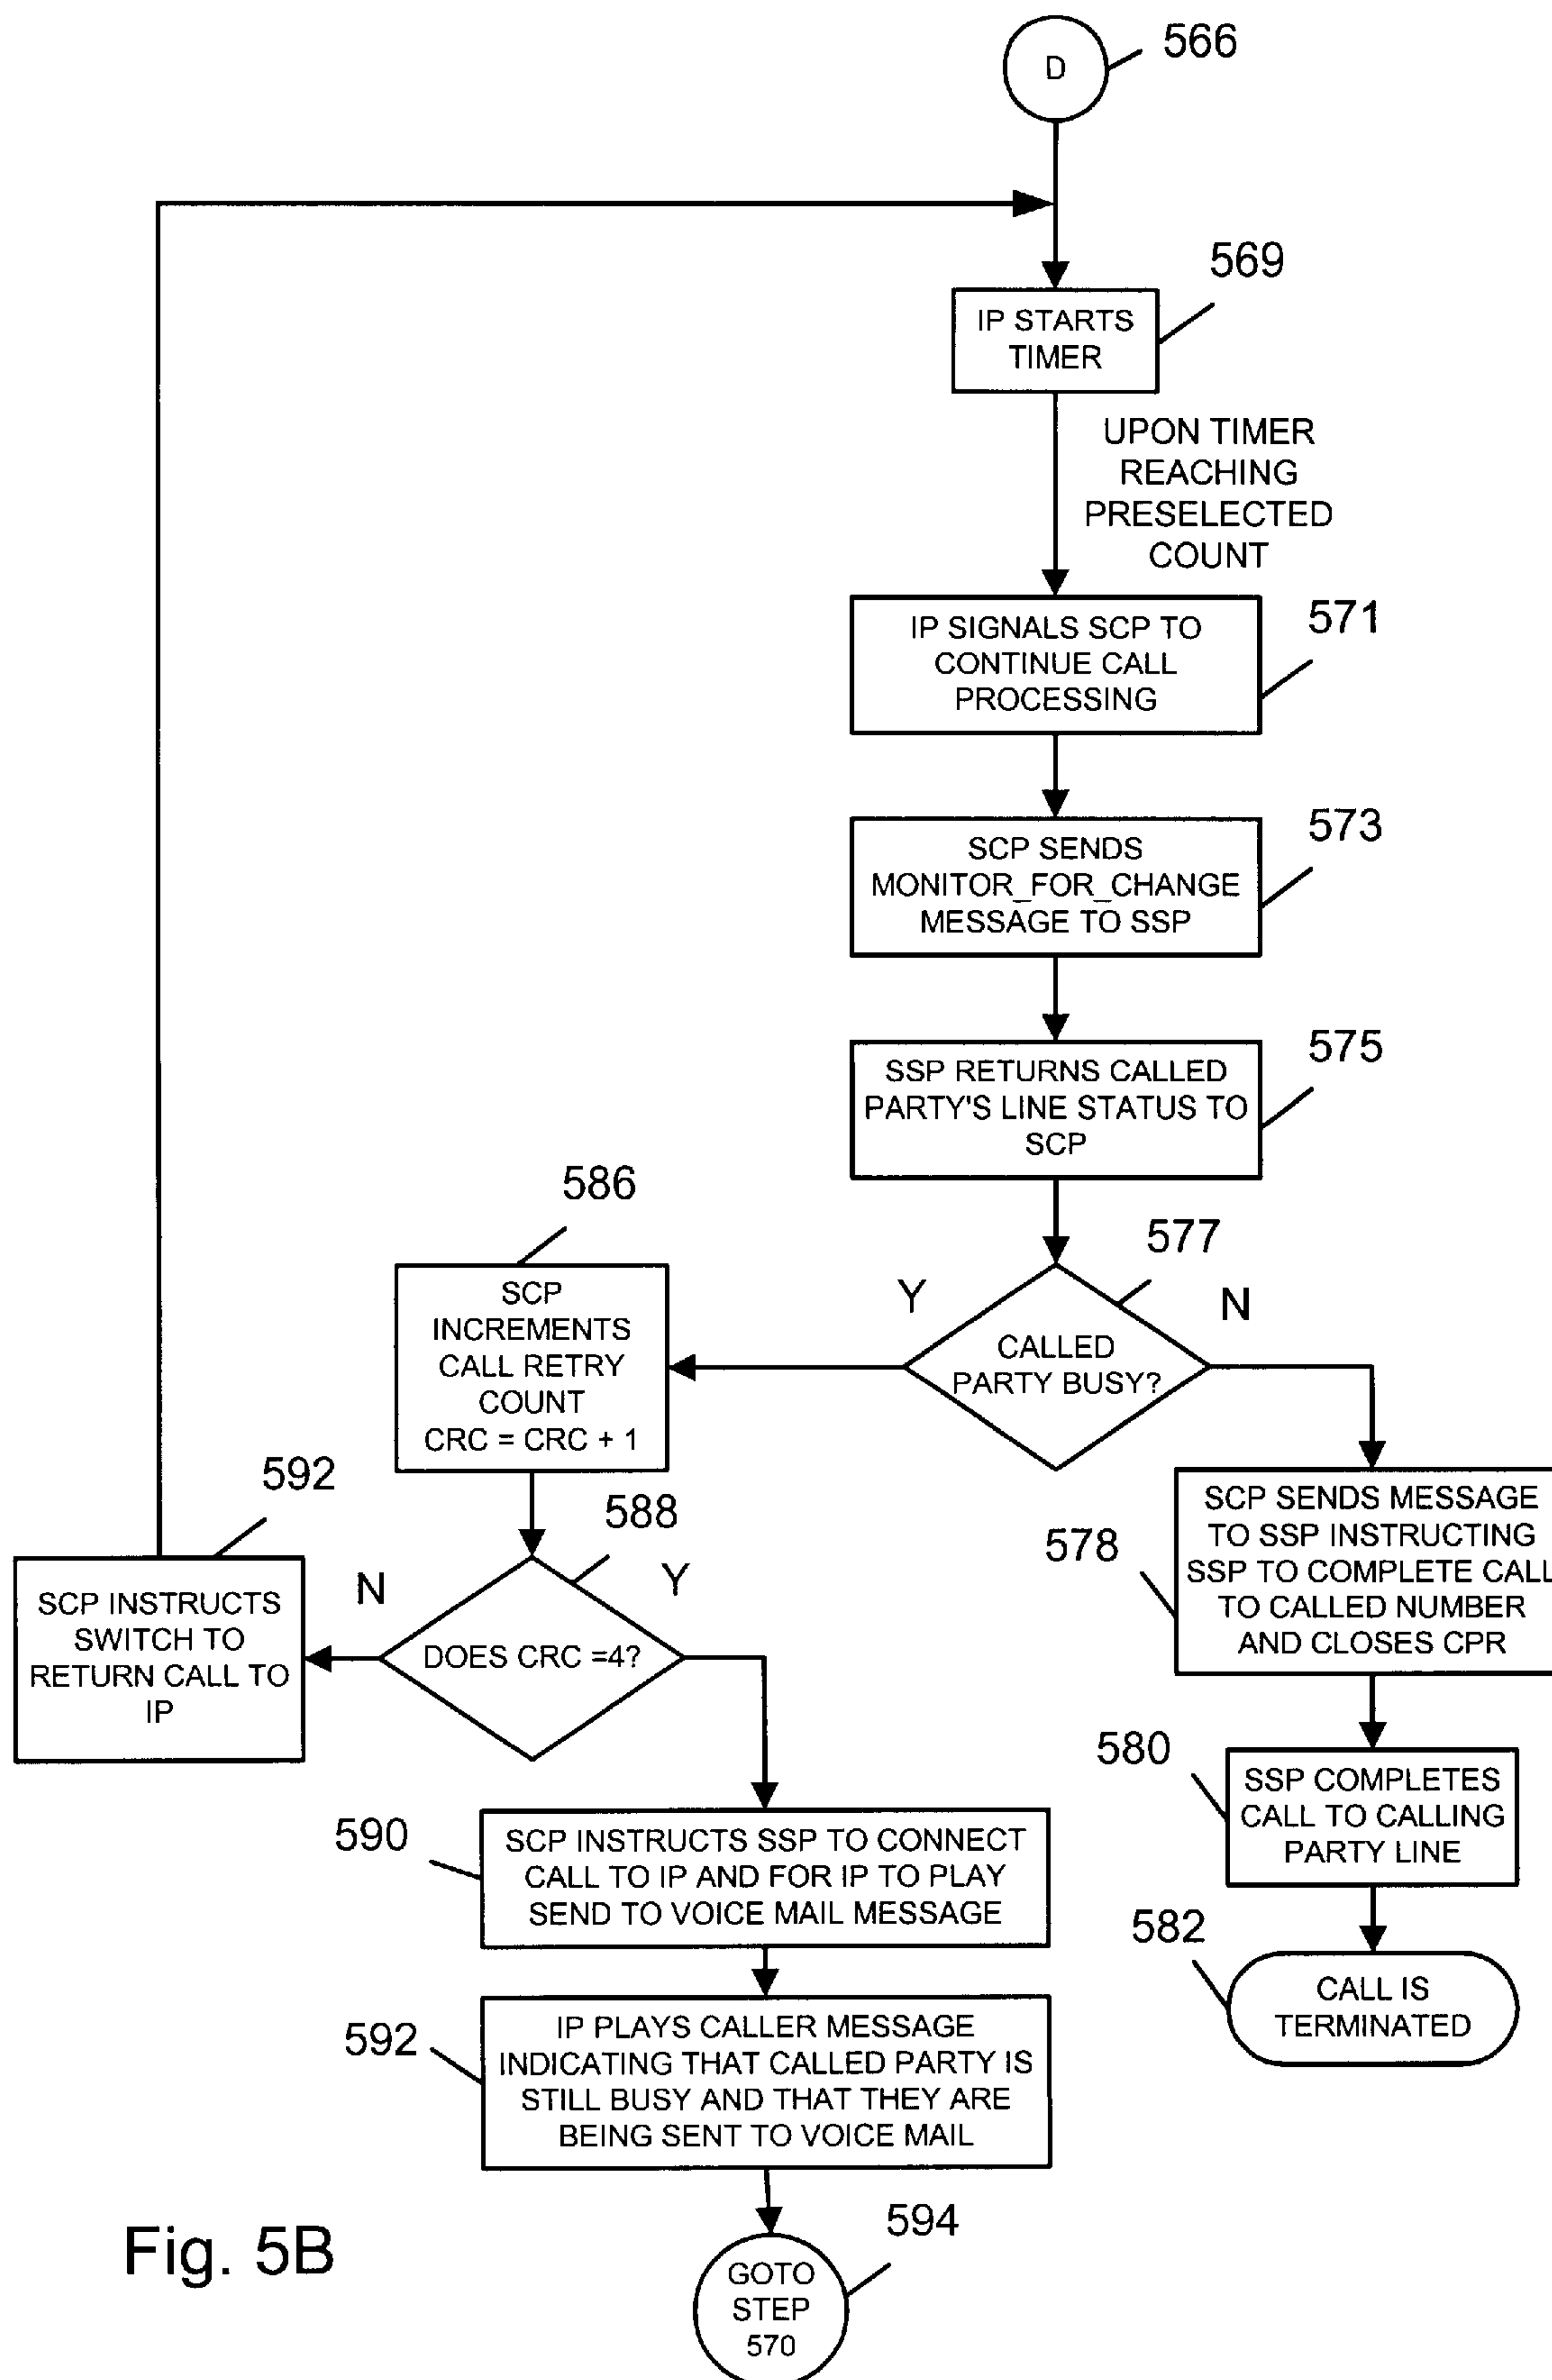 D
566
569
IP STARTS
TIMER
UPON TIMER
REACHING
PRESELECTED
COUNT
571
IP SIGNALS SCP TO
CONTINUE CALL
PROCESSING
573
SCP SENDS
MONITOR_FOR_CHANGE
MESSAGE TO SSP
575
SSP RETURNS CALLED
PARTY'S LINE STATUS TO
SCP
577
Y
N
CALLED
PARTY BUSY?
586
SCP
INCREMENTS
CALL RETRY
COUNT
CRC = CRC + 1
588
N
Y
DOES CRC =4?
592
SCP INSTRUCTS
SWITCH TO
RETURN CALL TO
IP
578
SCP SENDS MESSAGE
TO SSP INSTRUCTING
SSP TO COMPLETE CALL
TO CALLED NUMBER
AND CLOSES CPR
580
SSP COMPLETES
CALL TO CALLING
PARTY LINE
582
CALL IS
TERMINATED
590
SCP INSTRUCTS SSP TO CONNECT
CALL TO IP AND FOR IP TO PLAY
SEND TO VOICE MAIL MESSAGE
592
IP PLAYS CALLER MESSAGE
INDICATING THAT CALLED PARTY IS
STILL BUSY AND THAT THEY ARE
BEING SENT TO VOICE MAIL
594
GOTO
STEP
570
Fig. 5B